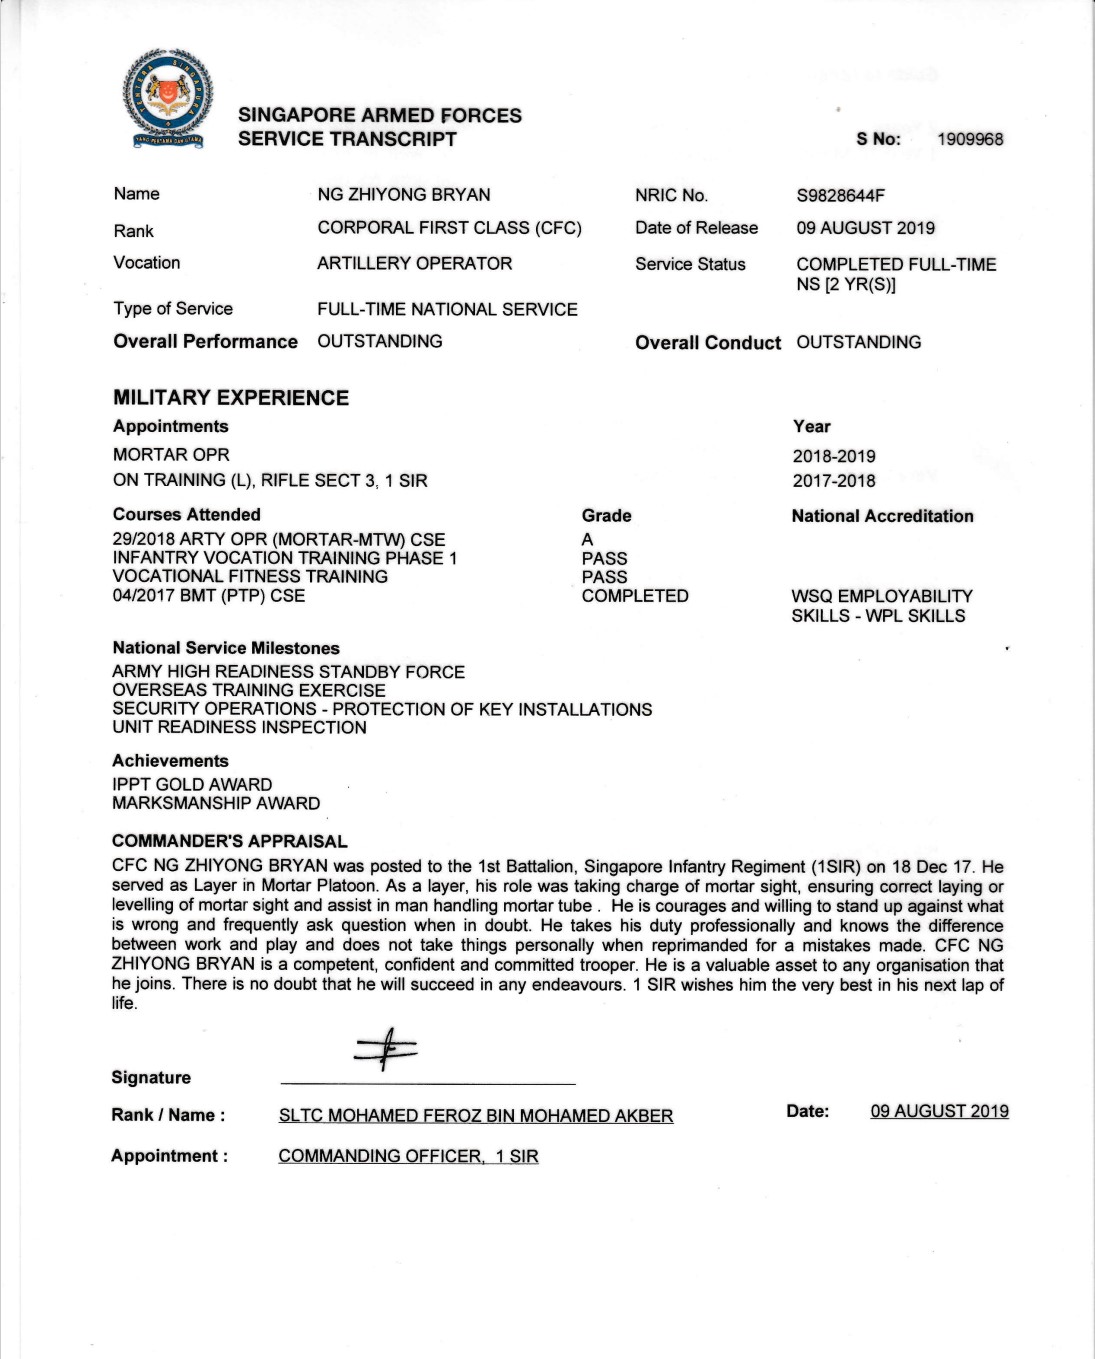 TENTERA SINGAPURA
YANG PERTAMA DAN UTAMA
SINGAPORE ARMED FORCES
SERVICE TRANSCRIPT
S No: 1909968
Name NG ZHIYONG BRYAN NRIC No. S9828644F
Rank CORPORAL FIRST CLASS (CFC) Date of Release 09 AUGUST 2019
Vocation ARTILLERY OPERATOR Service Status COMPLETED FULL-TIME
NS [2 YR(S)]
Type of Service FULL-TIME NATIONAL SERVICE
Overall Performance OUTSTANDING Overall Conduct OUTSTANDING
MILITARY EXPERIENCE
Appointments Year
MORTAR OPR 2018-2019
ON TRAINING (L), RIFLE SECT 3, 1 SIR 2017-2018
Courses Attended Grade National Accreditation
29/2018 ARTY OPR (MORTAR-MTW) CSE A
INFANTRY VOCATION TRAINING PHASE 1 PASS
VOCATIONAL FITNESS TRAINING PASS
04/2017 BMT (PTP) CSE COMPLETED WSQ EMPLOYABILITY
SKILLS - WPL SKILLS
National Service Milestones
ARMY HIGH READINESS STANDBY FORCE
OVERSEAS TRAINING EXERCISE
SECURITY OPERATIONS - PROTECTION OF KEY INSTALLATIONS
UNIT READINESS INSPECTION
Achievements
IPPT GOLD AWARD
MARKSMANSHIP AWARD
COMMANDER'S APPRAISAL
CFC NG ZHIYONG BRYAN was posted to the 1st Battalion, Singapore Infantry Regiment (1SIR) on 18 Dec 17. He
served as Layer in Mortar Platoon. As a layer, his role was taking charge of mortar sight, ensuring correct laying or
levelling of mortar sight and assist in man handling mortar tube . He is courages and willing to stand up against what
is wrong and frequently ask question when in doubt. He takes his duty professionally and knows the difference
between work and play and does not take things personally when reprimanded for a mistakes made. CFC NG
ZHIYONG BRYAN is a competent, confident and committed trooper. He is a valuable asset to any organisation that
he joins. There is no doubt that he will succeed in any endeavours. 1 SIR wishes him the very best in his next lap of
life.
Signature
Rank / Name : SLTC MOHAMED FEROZ BIN MOHAMED AKBER Date: 09 AUGUST 2019
Appointment : COMMANDING OFFICER, 1 SIR